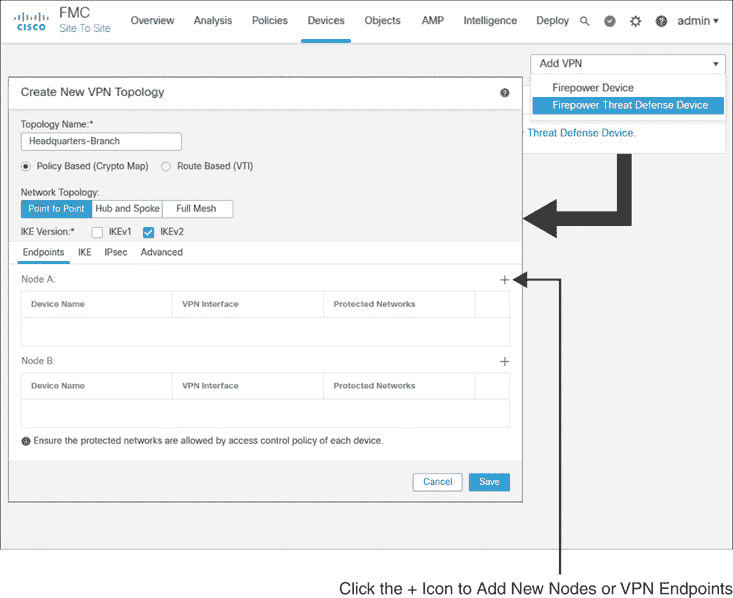 CISCO
FMC
Site To Site
Overview
Analysis
Policies
Devices
Objects
AMP
Intelligence
Deploy
admin
Add VPN
Firepower Device
Firepower Threat Defense Device
Threat Defense Device.
Create New VPN Topology
Topology Name:*
Headquarters-Branch
Policy Based (Crypto Map) Route Based (VTI)
Network Topology:
Point to Point Hub and Spoke Full Mesh
IKE Version:* IKEv1 IKEv2
Endpoints IKE IPsec Advanced
Node A:
Device Name VPN Interface Protected Networks
Node B:
Device Name VPN Interface Protected Networks
Ensure the protected networks are allowed by access control policy of each device.
Cancel Save
Click the + Icon to Add New Nodes or VPN Endpoints